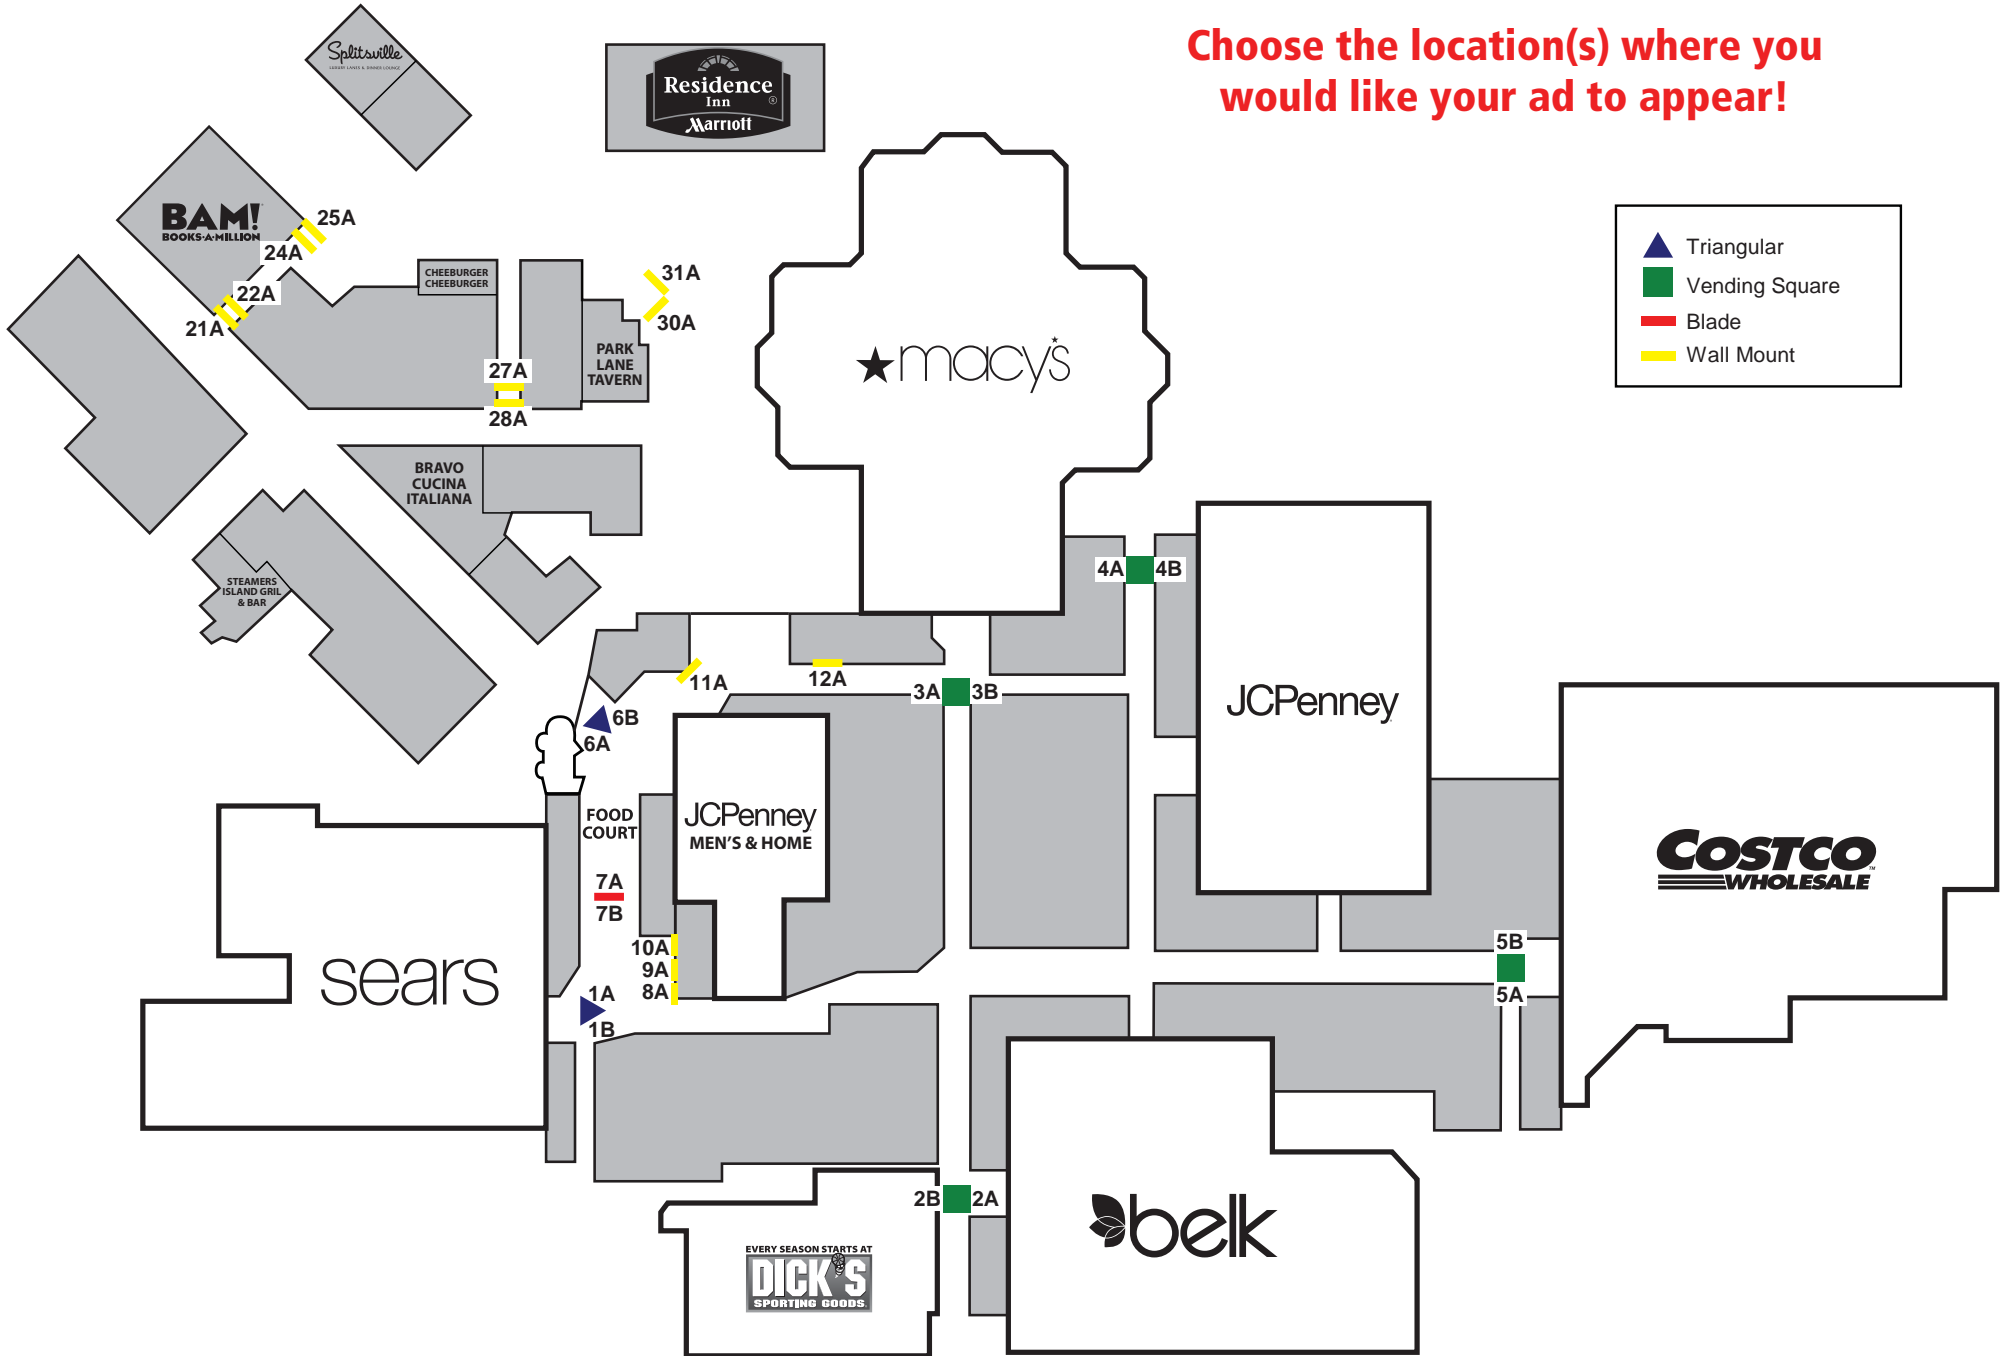 Choose the location(s) where you
would like your ad to appear!
Splitsville
LUXURY LANES & DINNER LOUNGE
Residence
Inn
®
Marriott
BAM!
BOOKS·A·MILLION
25A
24A
22A
21A
CHEEBURGER
CHEEBURGER
31A
30A
PARK
LANE
TAVERN
27A
28A
macy's
Triangular
Vending Square
Blade
Wall Mount
BRAVO
CUCINA
ITALIANA
STEAMERS
ISLAND GRIL
& BAR
4A
4B
11A
12A
3A
3B
6B
6A
JCPenney
FOOD
COURT
JCPenney
MEN'S & HOME
COSTCO
WHOLESALE
7A
7B
10A
9A
8A
5B
5A
sears
1A
1B
2B
2A
belk
EVERY SEASON STARTS AT
DICK'S
SPORTING GOODS